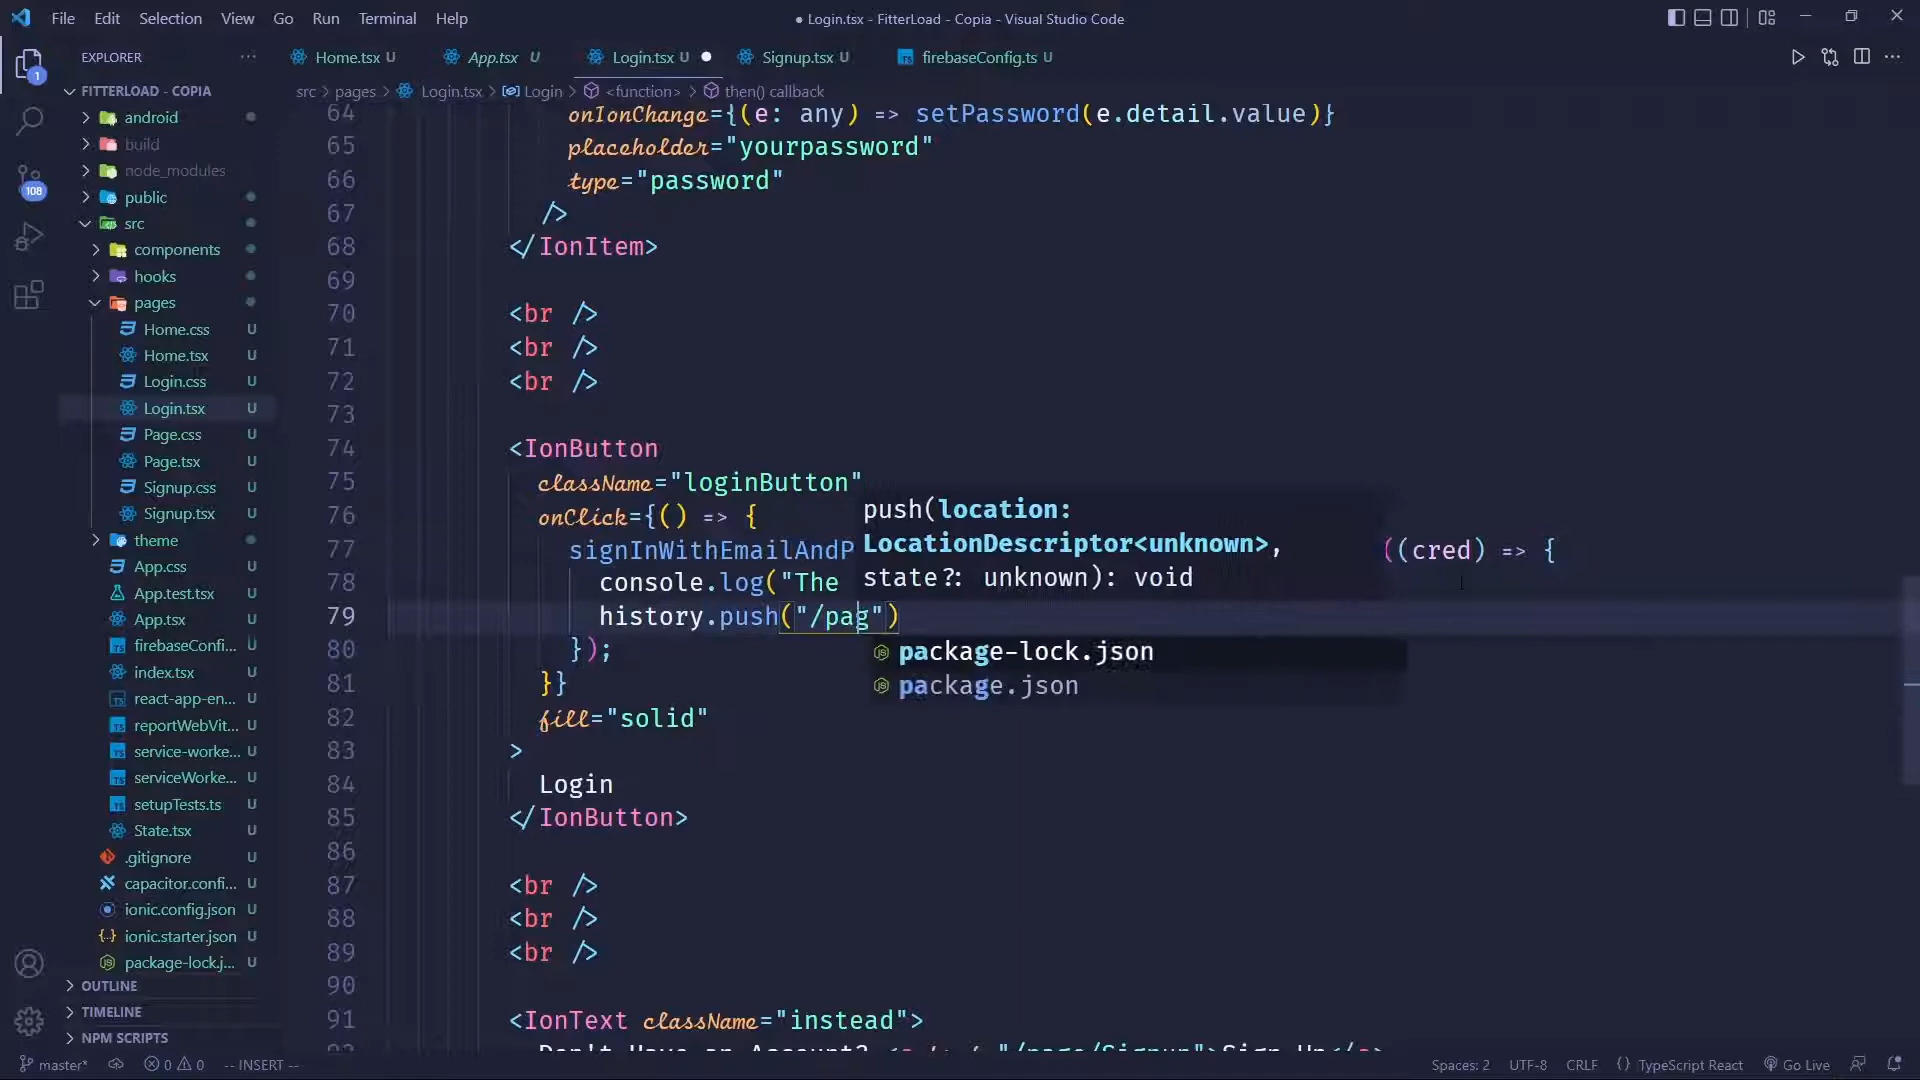 File Edit Selection View Go Run Terminal Help
● Login.tsx - FitterLoad - Copia - Visual Studio Code
EXPLORER
Home.tsx U
App.tsx U
Login.tsx U
Signup.tsx U
firebaseConfig.ts U
FITTERLOAD - COPIA
src > pages > Login.tsx > Login > <function> > then() callback
1
108
android
build
node_modules
public
src
components
hooks
pages
Home.css U
Home.tsx U
Login.css U
Login.tsx U
Page.css U
Page.tsx U
Signup.css U
Signup.tsx U
theme
App.css U
App.test.tsx U
App.tsx U
firebaseConfi... U
index.tsx U
react-app-en... U
reportWebVit... U
service-worke... U
serviceWorke... U
setupTests.ts U
State.tsx U
.gitignore U
capacitor.confi... U
ionic.config.json U
ionic.starter.json U
package-lock.j... U
OUTLINE
TIMELINE
NPM SCRIPTS
64 onIonChange={(e: any) => setPassword(e.detail.value)}
65 placeholder="yourpassword"
66 type="password"
67 />
68 </IonItem>
69
70 <br />
71 <br />
72 <br />
73
74 <IonButton
75 className="loginButton"
76 onClick={() => {
77 signInWithEmailAndP ((cred) => {
78 console.log("The
79 history.push("/pag")
80 });
81 }}
82 fill="solid"
83 >
84 Login
85 </IonButton>
86
87 <br />
88 <br />
89 <br />
90
91 <IonText className="instead">
push(location:
LocationDescriptor<unknown>,
state?: unknown): void
package-lock.json
package.json
master* 0 0 -- INSERT --
Spaces: 2 UTF-8 CRLF {} TypeScript React Go Live